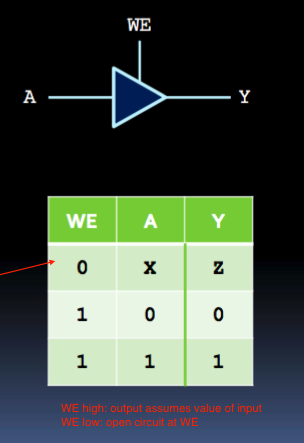 WE
A Y
WE A Y
0 X Z
1 0 0
1 1 1
WE high: output assumes value of input
WE low: open circuit at WE